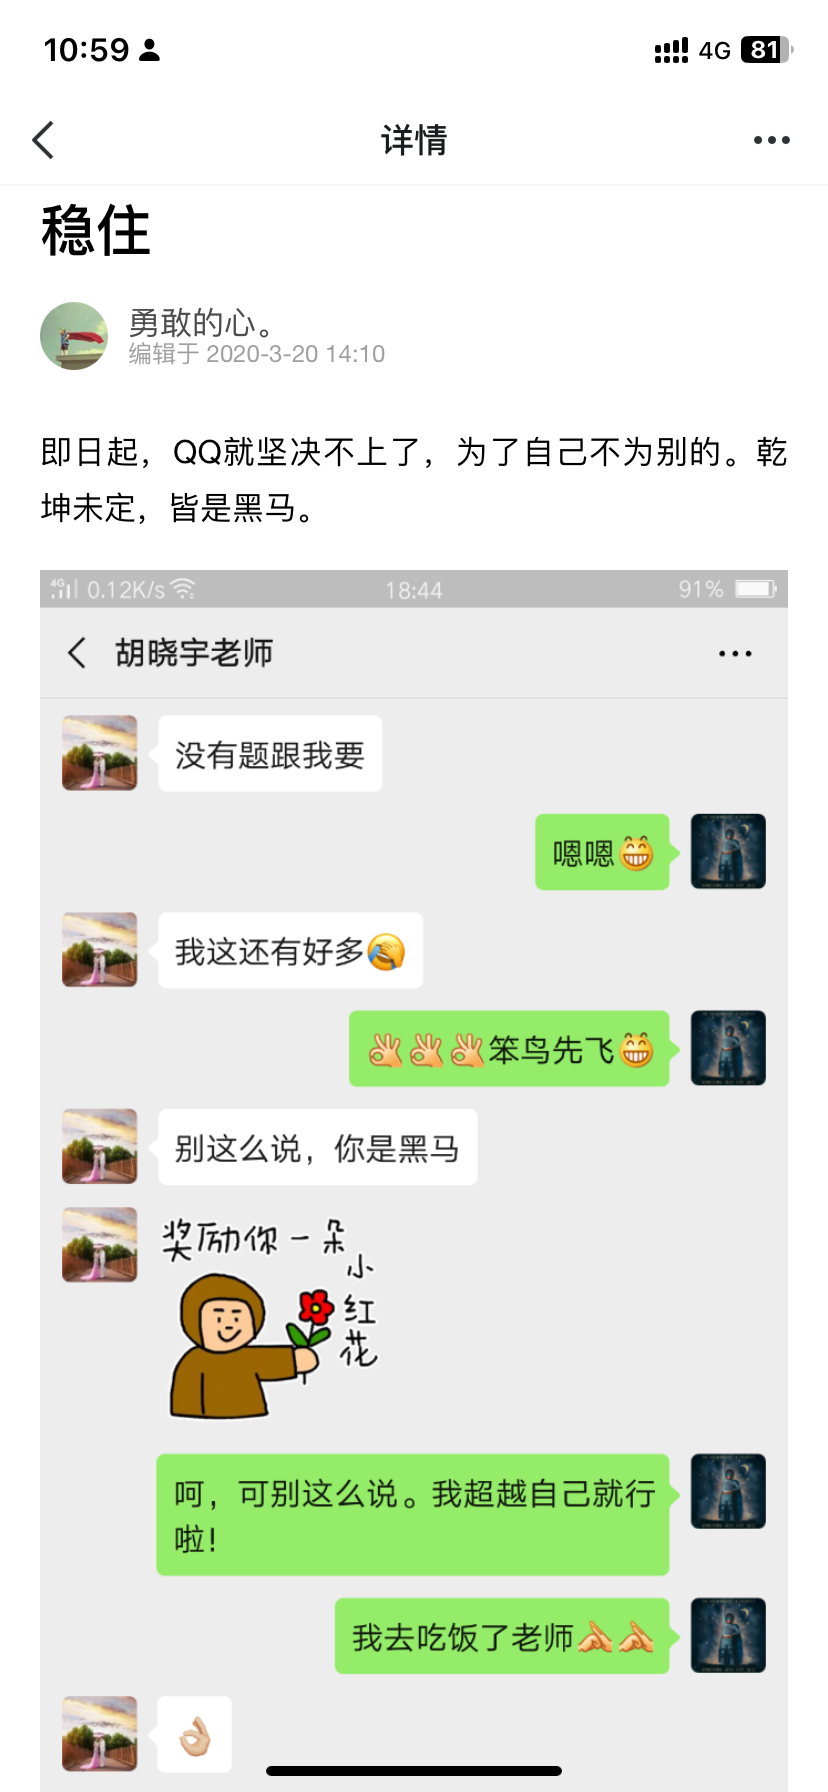 10:59 4G 81
详情
稳住
勇敢的心。
编辑于 2020-3-20 14:10
即日起，QQ就坚决不上了，为了自己不为别的。乾
坤未定，皆是黑马。
4G 0.12K/s 18:44 91%
胡晓宇老师
没有题跟我要
嗯嗯😁
我这还有好多🤣
👌👌👌笨鸟先飞😁
别这么说，你是黑马
奖励你一朵
小
红
花
呵，可别这么说。我超越自己就行
啦！
我去吃饭了老师
👌🏼